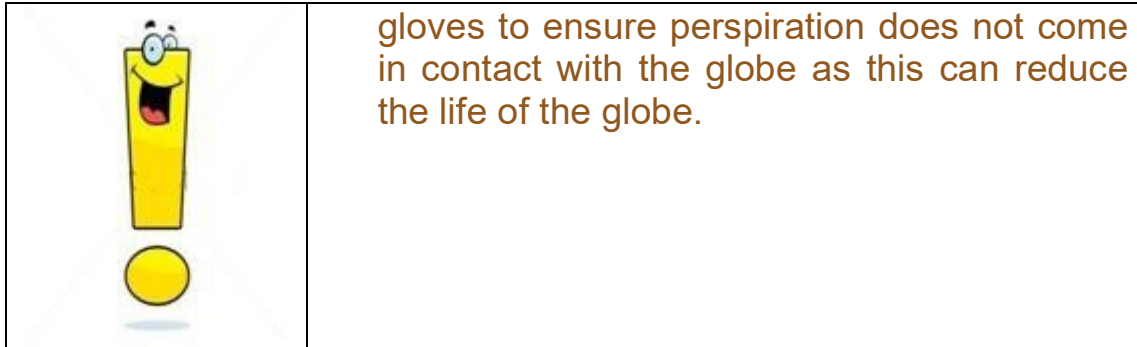 gloves to ensure perspiration does not come
in contact with the globe as this can reduce
the life of the globe.